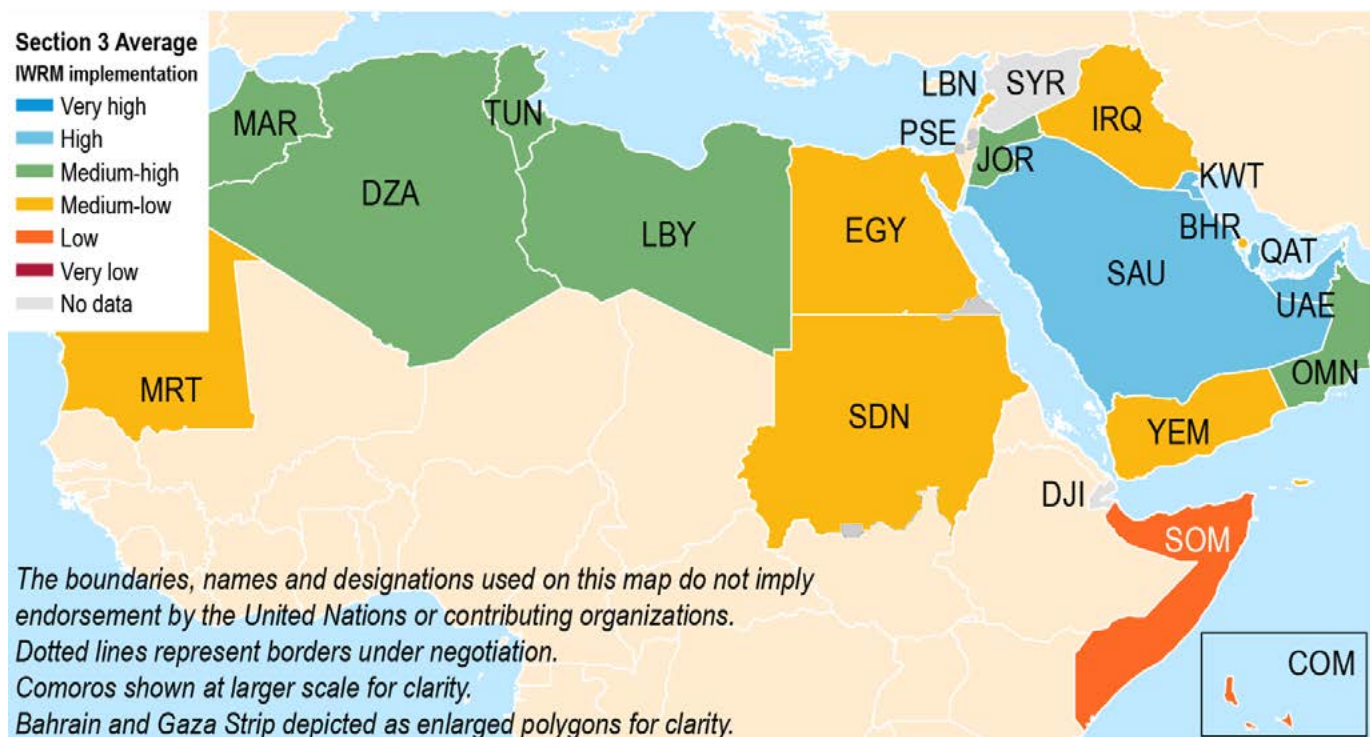 Section 3 Average
IWRM implementation
Very high
High
Medium-high
Medium-low
Low
Very low
No data
MAR
DZA
TUN
LBY
EGY
LBN
SYR
PSE
JOR
IRQ
KWT
BHR
QAT
SAU
UAE
OMN
MRT
SDN
YEM
DJI
SOM
COM
The boundaries, names and designations used on this map do not imply
endorsement by the United Nations or contributing organizations.
Dotted lines represent borders under negotiation.
Comoros shown at larger scale for clarity.
Bahrain and Gaza Strip depicted as enlarged polygons for clarity.